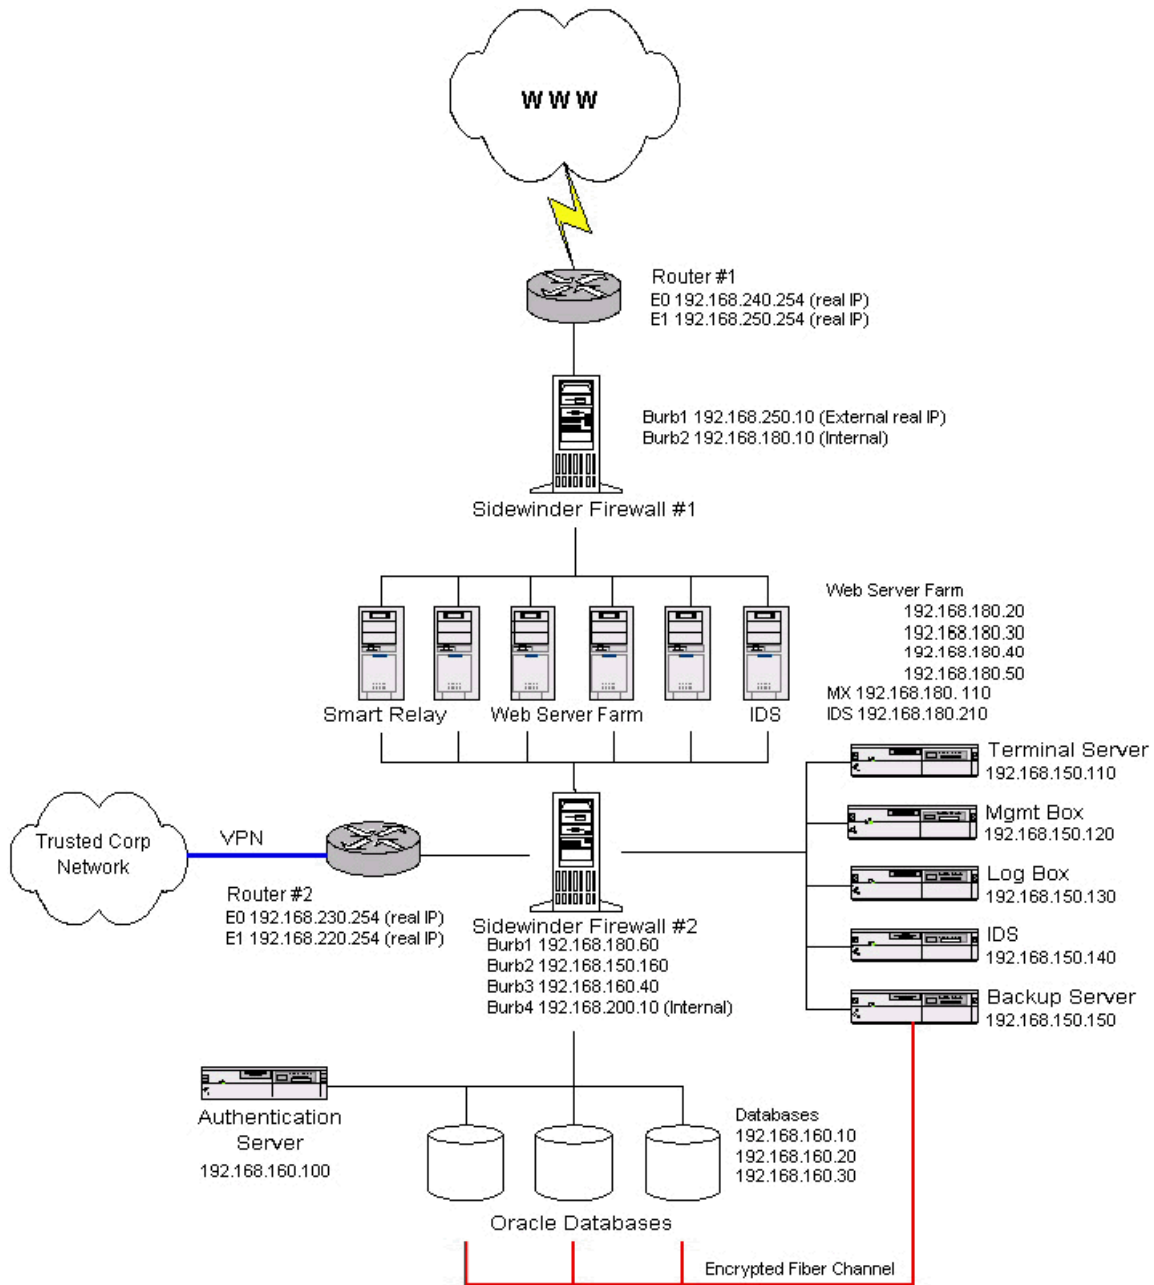 W W W
Router #1
E0 192.168.240.254 (real IP)
E1 192.168.250.254 (real IP)
Burb1 192.168.250.10 (External real IP)
Burb2 192.168.180.10 (Internal)
Sidewinder Firewall #1
Web Server Farm
192.168.180.20
192.168.180.30
192.168.180.40
192.168.180.50
MX 192.168.180. 110
IDS 192.168.180.210
Smart Relay
Web Server Farm
IDS
Terminal Server
192.168.150.110
Mgmt Box
192.168.150.120
Log Box
192.168.150.130
IDS
192.168.150.140
Backup Server
192.168.150.150
Trusted Corp
Network
VPN
Router #2
E0 192.168.230.254 (real IP)
E1 192.168.220.254 (real IP)
Sidewinder Firewall #2
Burb1 192.168.180.60
Burb2 192.168.150.160
Burb3 192.168.160.40
Burb4 192.168.200.10 (Internal)
Authentication
Server
192.168.160.100
Databases
192.168.160.10
192.168.160.20
192.168.160.30
Oracle Databases
Encrypted Fiber Channel